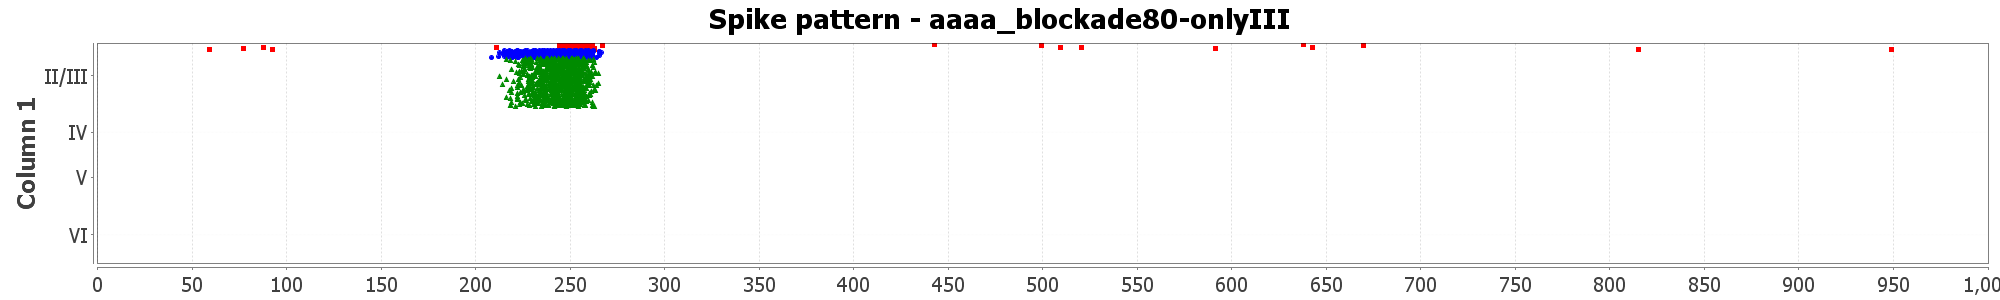 Spike pattern - aaaa_blockade80-onlyIII
Column 1
II/III
IV
V
VI
0 50 100 150 200 250 300 350 400 450 500 550 600 650 700 750 800 850 900 950 1,00